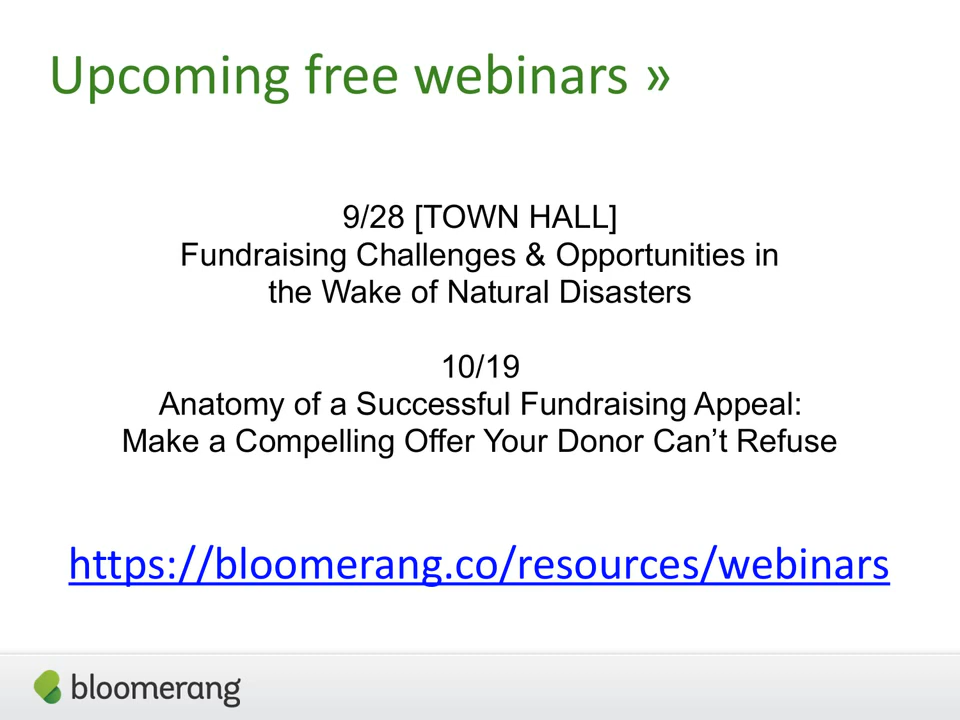 Upcoming free webinars »
9/28 [TOWN HALL]
Fundraising Challenges & Opportunities in
the Wake of Natural Disasters
10/19
Anatomy of a Successful Fundraising Appeal:
Make a Compelling Offer Your Donor Can’t Refuse
https://bloomerang.co/resources/webinars
bloomerang